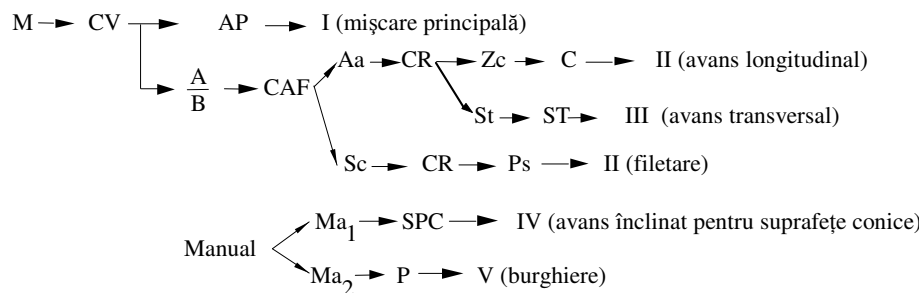 M CV AP I (mişcare principală)
Aa CR Zc C II (avans longitudinal)
A
B CAF
St ST III (avans transversal)
Sc CR Ps II (filetare)
Ma1 SPC IV (avans înclinat pentru suprafețe conice)
Manual
Ma2 P V (burghiere)